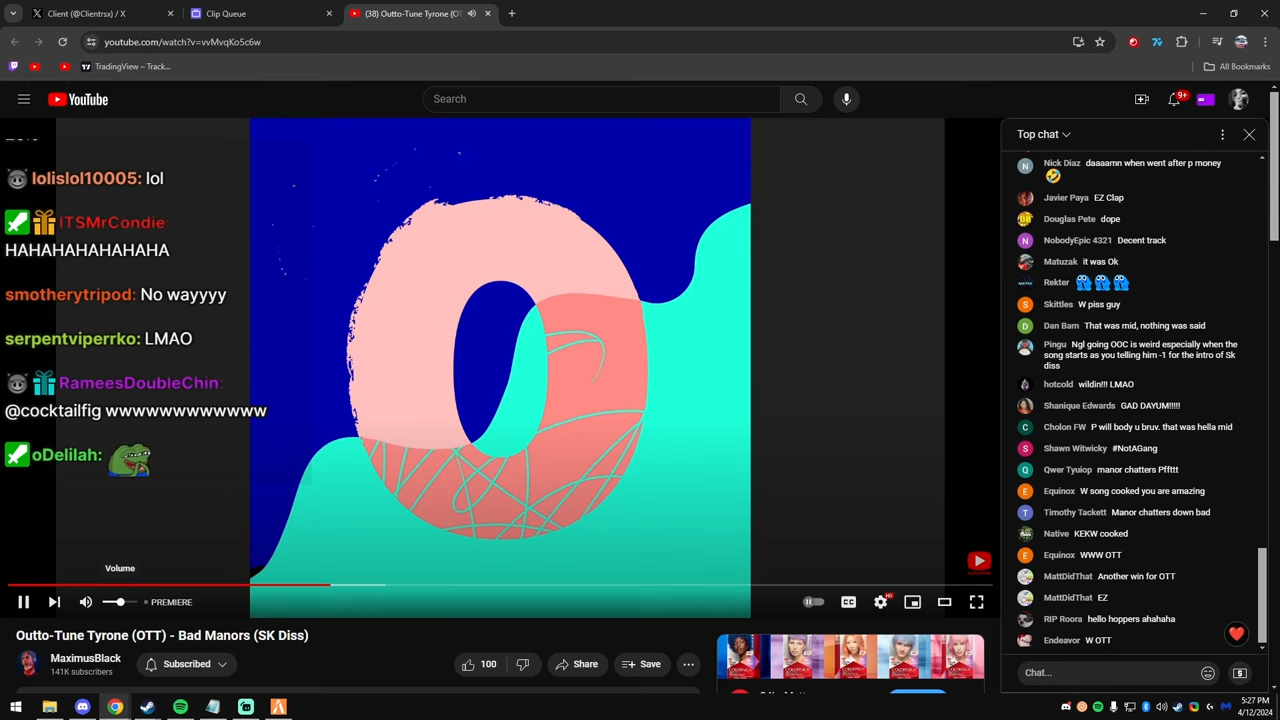 Client (@Clientrsx) / X
Clip Queue
(38) Outto-Tune Tyrone (OT
youtube.com/watch?v=vvMvqKo5c6w
TradingView – Track...
All Bookmarks
YouTube
Search
9+
lolislol10005: lol
ITSMrCondie:
HAHAHAHAHAHAHA
smotherytripod: No wayyyy
serpentviperrko: LMAO
RameesDoubleChin:
@cocktailfig wwwwwwwwwwww
oDelilah:
O
Volume
PREMIERE
CC
HD
Outto-Tune Tyrone (OTT) - Bad Manors (SK Diss)
MaximusBlack
141K subscribers
Subscribed
100
Share
Save
Top chat
Nick Diaz daaaamn when went after p money
Javier Paya EZ Clap
Douglas Pete dope
N
NobodyEpic 4321 Decent track
Matuzak it was Ok
Rekter
S
Skittles W piss guy
D
Dan Bam That was mid, nothing was said
Pingu Ngl going OOC is weird especially when the
song starts as you telling him -1 for the intro of Sk
diss
hotcold wildin!!! LMAO
Shanique Edwards GAD DAYUM!!!!!
C
Cholon FW P will body u bruv. that was hella mid
S
Shawn Witwicky #NotAGang
Q
Qwer Tyuiop manor chatters Pffttt
E
Equinox W song cooked you are amazing
T
Timothy Tackett Manor chatters down bad
Native KEKW cooked
E
Equinox WWW OTT
MattDidThat Another win for OTT
MattDidThat EZ
RIP Roora hello hoppers ahahaha
Endeavor W OTT
Chat...
5:27 PM
4/12/2024